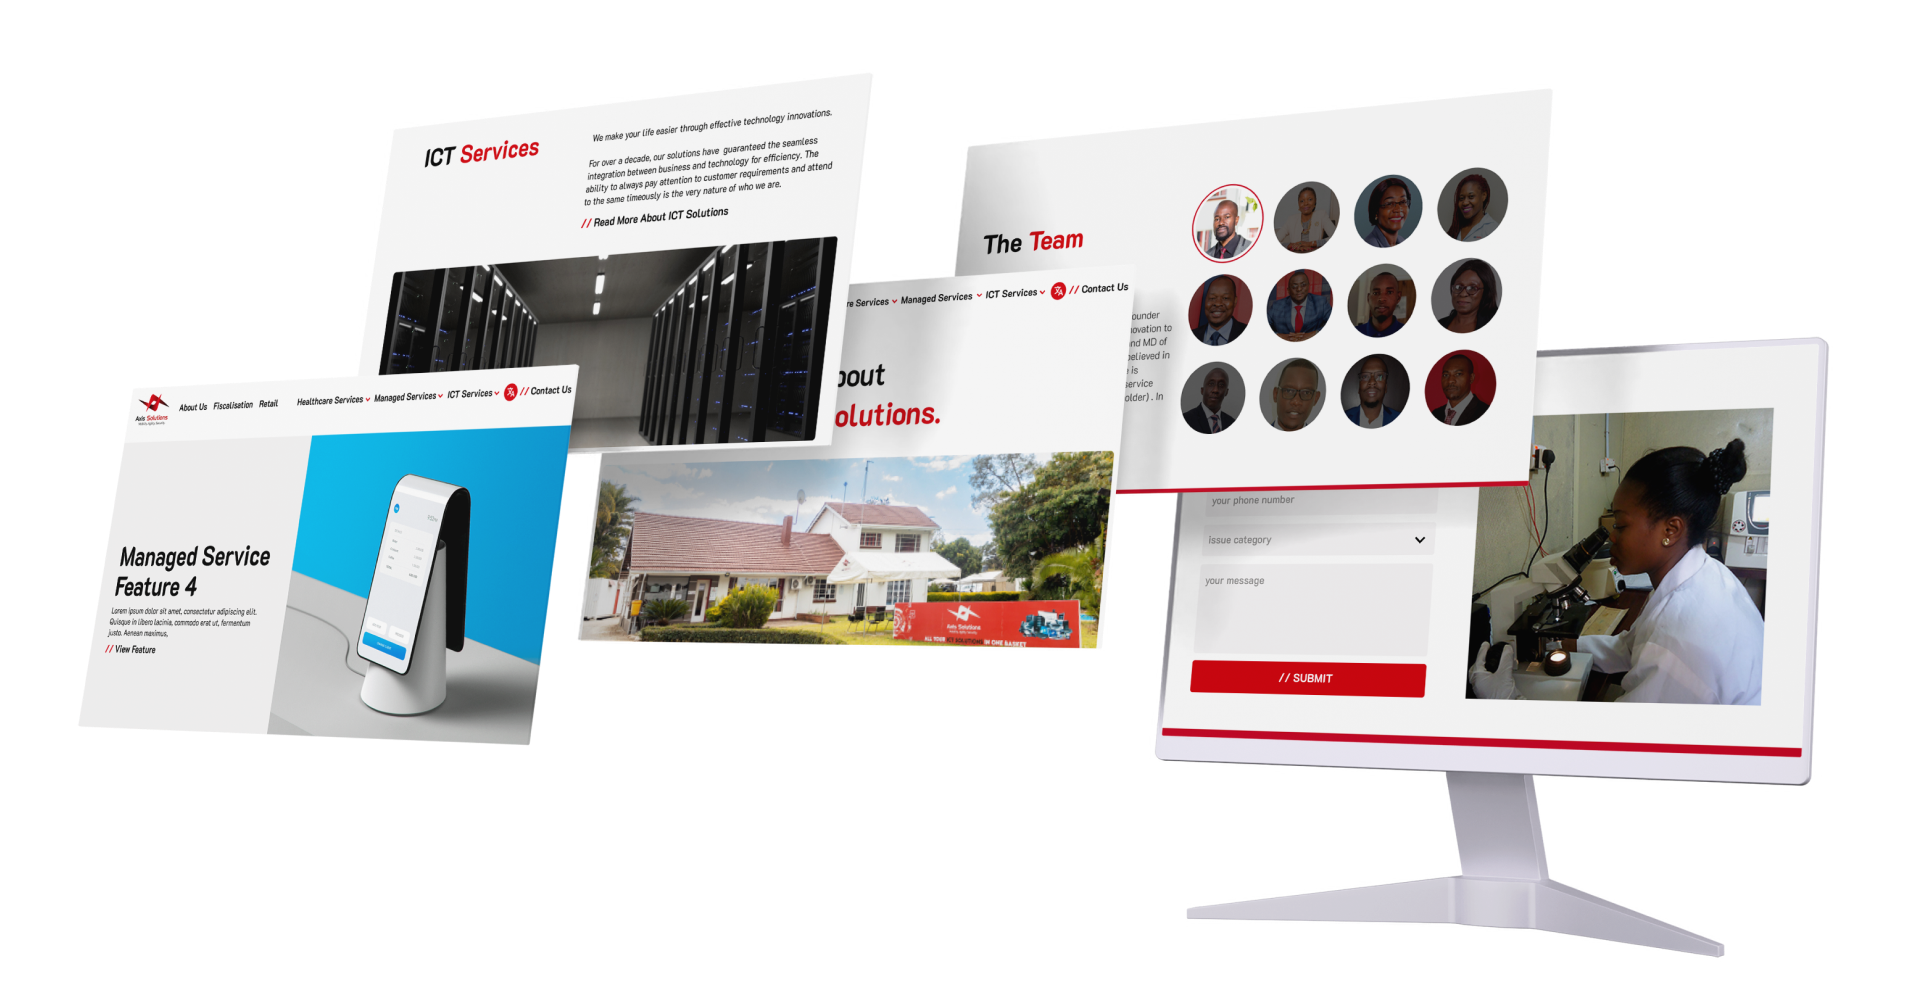 ICT Services
We make your life easier through effective technology innovations.
For over a decade, our solutions have guaranteed the seamless
integration between business and technology for efficiency. The
ability to always pay attention to customer requirements and attend
to the same timeously is the very nature of who we are.
// Read More About ICT Solutions
The Team
ounder
novation to
nd MD of
believed in
is
service
older) . In
re Services
Managed Services
ICT Services
// Contact Us
bout
olutions.
Axis Solutions
ALL YOUR ICT SOLUTIONS IN ONE BASKET
Axis Solutions
About Us
Fiscalisation
Retail
Healthcare Services
Managed Services
ICT Services
// Contact Us
Managed Service
Feature 4
Lorem ipsum dolor sit amet, consectetur adipiscing elit.
Quisque in libero lacinia, commodo erat ut, fermentum
justo. Aenean maximus,
// View Feature
your phone number
issue category
your message
// SUBMIT